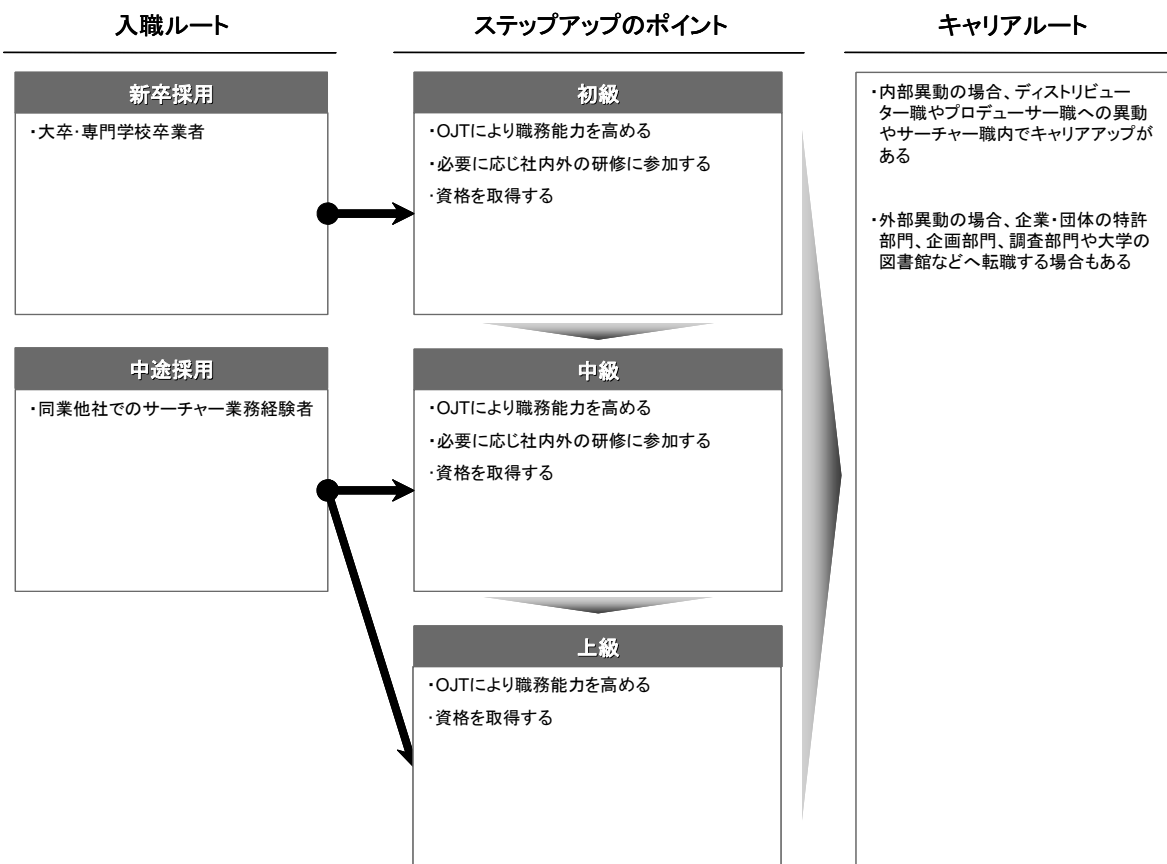 入職ルート
ステップアップのポイント
キャリアルート
新卒採用
・大卒・専門学校卒業者
初級
・OJTにより職務能力を高める
・必要に応じ社内外の研修に参加する
・資格を取得する
中途採用
・同業他社でのサーチャー業務経験者
中級
・OJTにより職務能力を高める
・必要に応じ社内外の研修に参加する
・資格を取得する
上級
・OJTにより職務能力を高める
・資格を取得する
・内部異動の場合、ディストリビュー
ター職やプロデューサー職への異動
やサーチャー職内でキャリアアップが
ある
・外部異動の場合、企業・団体の特許
部門、企画部門、調査部門や大学の
図書館などへ転職する場合もある